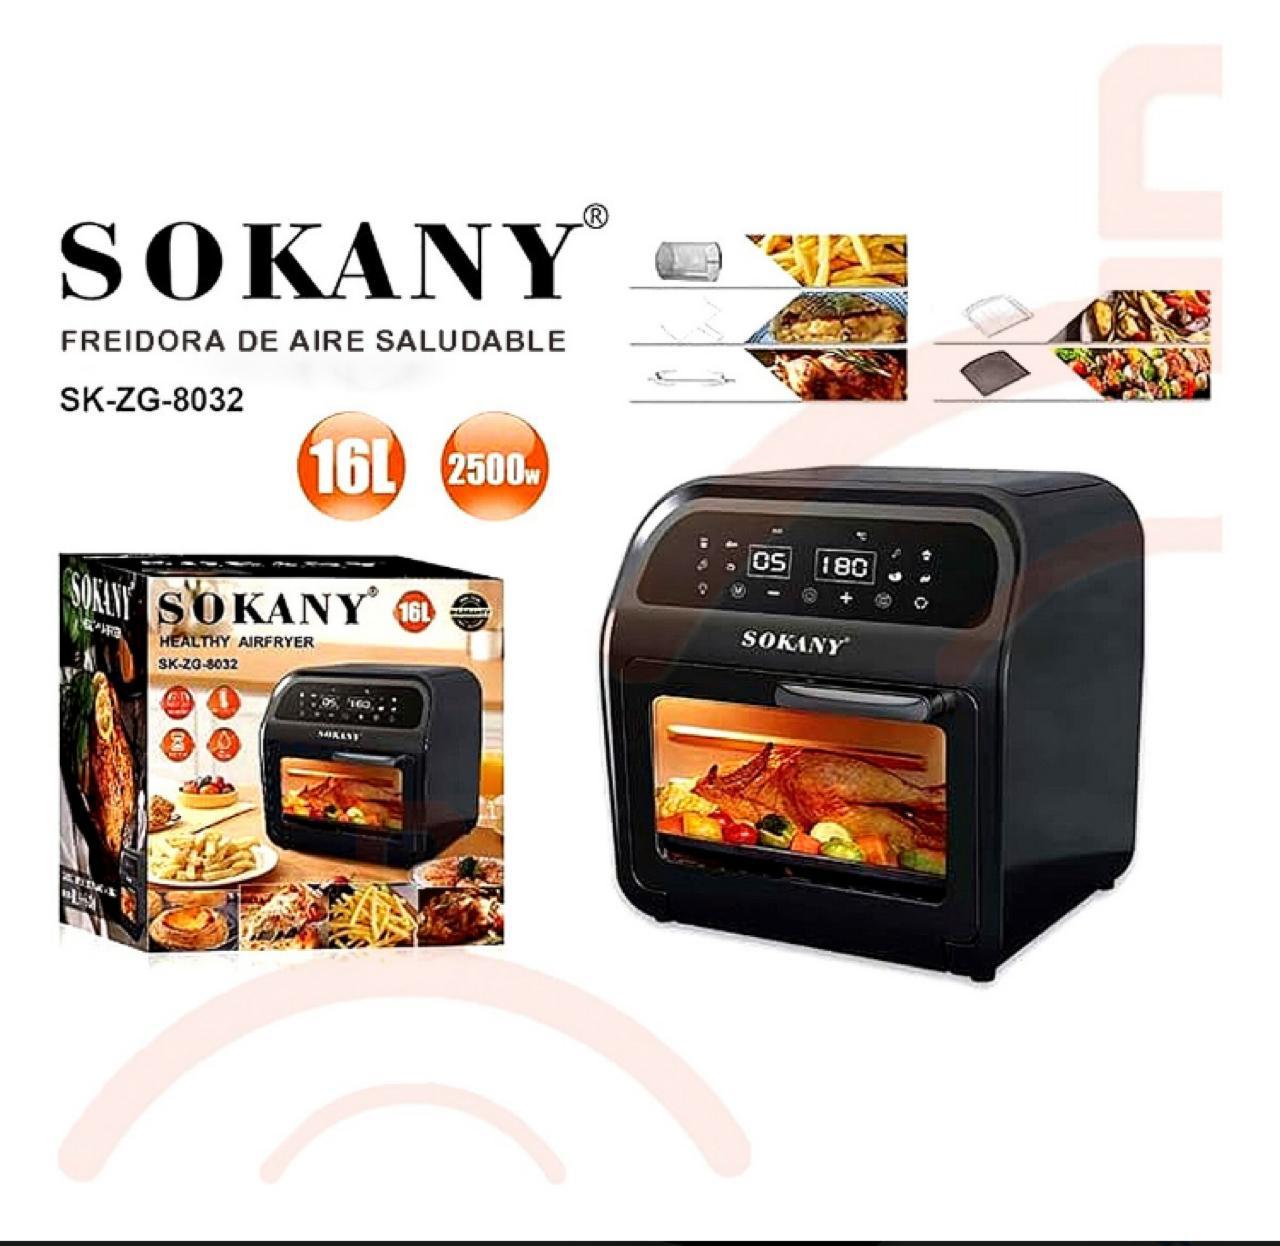 SOKANY®
FREIDORA DE AIRE SALUDABLE
SK-ZG-8032
16L
2500w
SOKANY
SOKANY®
16L
HEALTHY AIRFRYER
SK-ZG-8032
05 180
SOKANY
05 180
SOKANY®